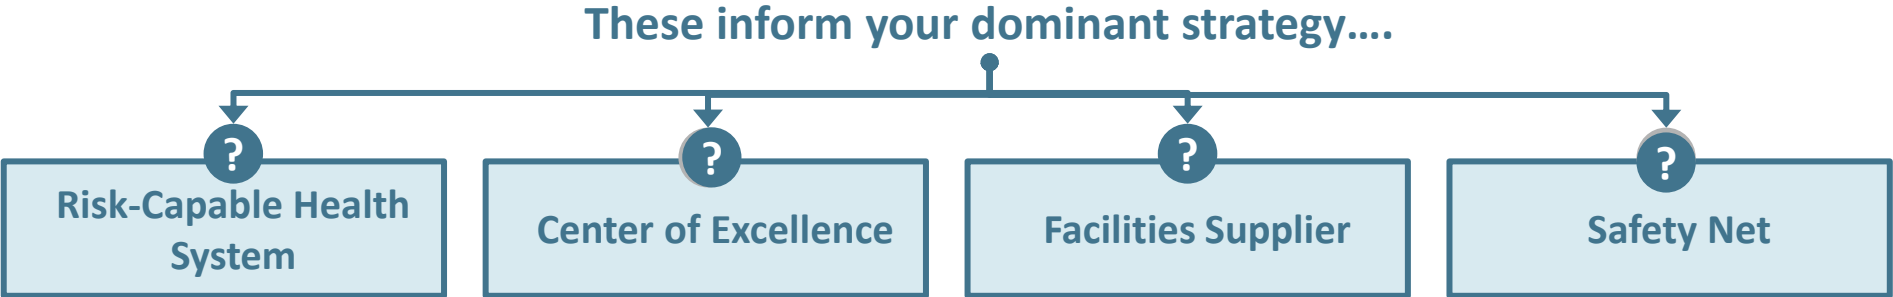 These inform your dominant strategy....
?
?
?
?
Risk-Capable Health
System
Center of Excellence
Facilities Supplier
Safety Net